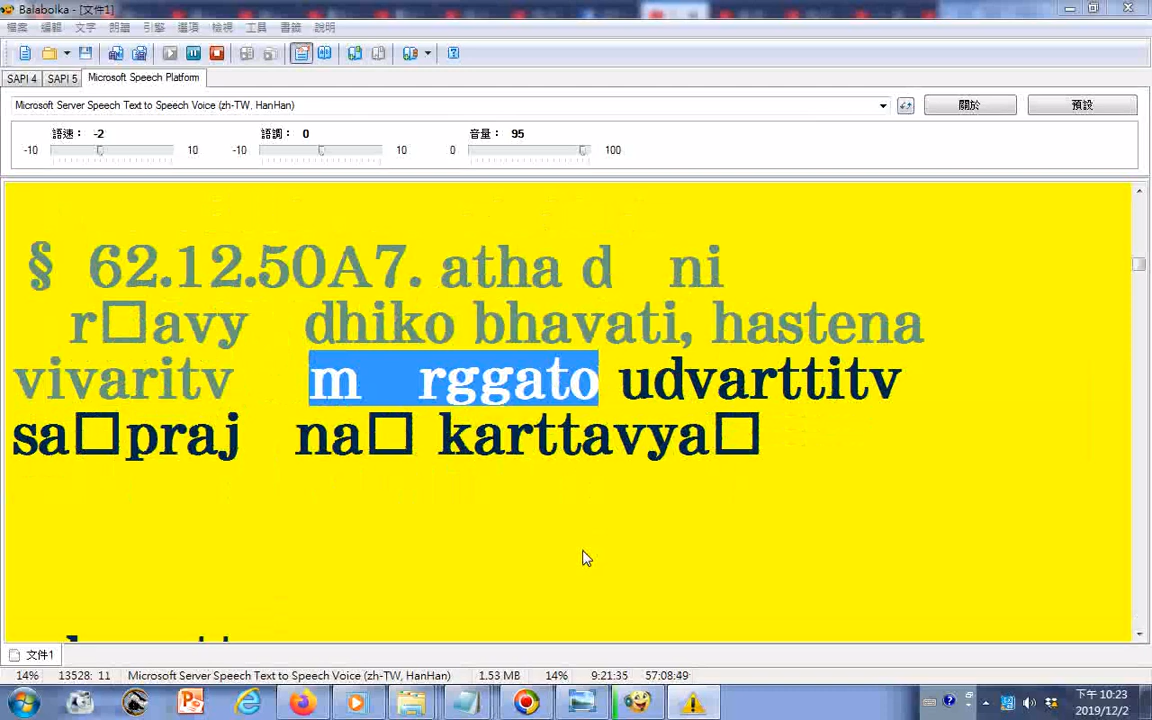 Balabolka - [文件1]
檔案 編輯 文字 朗讀 引擎 選項 檢視 工具 書籤 說明
SAPI 4 SAPI 5 Microsoft Speech Platform
Microsoft Server Speech Text to Speech Voice (zh-TW, HanHan) 關於 預設
語速： -2 語調： 0 音量： 95
-10 10 -10 10 0 100
§ 62.12.50A7. atha d ni
r□avy dhiko bhavati, hastena
vivaritv m rggato udvarttitv
sa□praj na□ karttavya□
文件1
14% 13528: 11 Microsoft Server Speech Text to Speech Voice (zh-TW, HanHan) 1.53 MB 14% 9:21:35 57:08:49
下午 10:23
2019/12/2